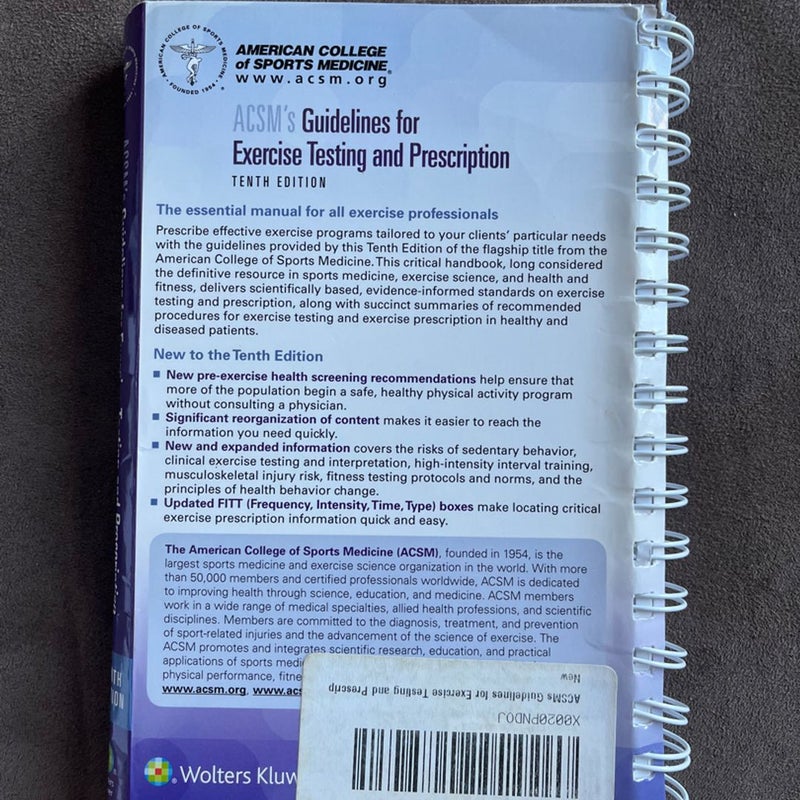 AMERICAN COLLEGE OF SPORTS MEDICINE
FOUNDED 1954
AMERICAN COLLEGE
of SPORTS MEDICINE®
www.acsm.org
ACSM's Guidelines for
Exercise Testing and Prescription
TENTH EDITION
The essential manual for all exercise professionals
Prescribe effective exercise programs tailored to your clients' particular needs
with the guidelines provided by this Tenth Edition of the flagship title from the
American College of Sports Medicine. This critical handbook, long considered
the definitive resource in sports medicine, exercise science, and health and
fitness, delivers scientifically based, evidence-informed standards on exercise
testing and prescription, along with succinct summaries of recommended
procedures for exercise testing and exercise prescription in healthy and
diseased patients.
New to the Tenth Edition
■ New pre-exercise health screening recommendations help ensure that
more of the population begin a safe, healthy physical activity program
without consulting a physician.
■ Significant reorganization of content makes it easier to reach the
information you need quickly.
■ New and expanded information covers the risks of sedentary behavior,
clinical exercise testing and interpretation, high-intensity interval training,
musculoskeletal injury risk, fitness testing protocols and norms, and the
principles of health behavior change.
■ Updated FITT (Frequency, Intensity, Time, Type) boxes make locating critical
exercise prescription information quick and easy.
The American College of Sports Medicine (ACSM), founded in 1954, is the
largest sports medicine and exercise science organization in the world. With more
than 50,000 members and certified professionals worldwide, ACSM is dedicated
to improving health through science, education, and medicine. ACSM members
work in a wide range of medical specialties, allied health professions, and scientific
disciplines. Members are committed to the diagnosis, treatment, and prevention
of sport-related injuries and the advancement of the science of exercise. The
ACSM promotes and integrates scientific research, education, and practical
applications of sports medi
physical performance, fitne
www.acsm.org, www.acs
Wolters Kluw
X0020PNDOJ
ACSMs Guidelines for Exercise Testing and Prescrip
New